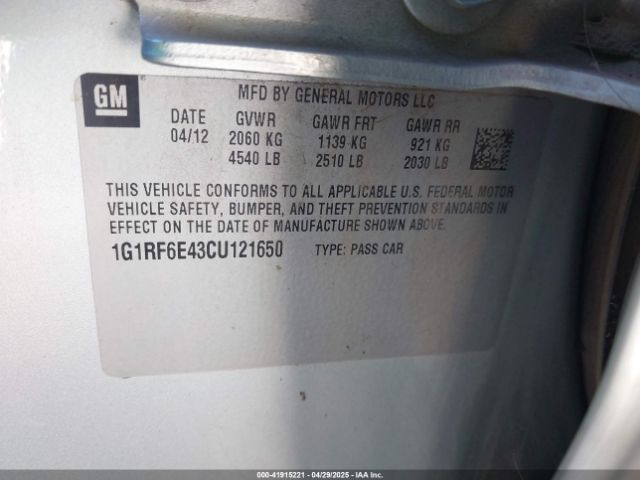 GM
MFD BY GENERAL MOTORS LLC
DATE GVWR GAWR FRT GAWR RR
04/12 2060 KG 1139 KG 921 KG
4540 LB 2510 LB 2030 LB
THIS VEHICLE CONFORMS TO ALL APPLICABLE U.S. FEDERAL MOTOR
VEHICLE SAFETY, BUMPER, AND THEFT PREVENTION STANDARDS IN
EFFECT ON THE DATE OF MANUFACTURE SHOWN ABOVE.
1G1RF6E43CU121650 TYPE: PASS CAR
000-41915221 - 04/29/2025 - IAA Inc.